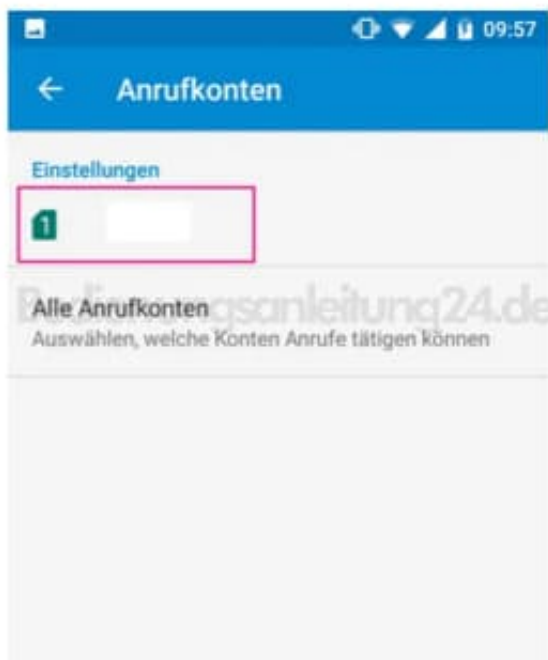 09:57
Anrufkonten
Einstellungen
1
Alle Anrufkonten
Bedienungsanleitung24.de
Auswählen, welche Konten Anrufe tätigen können